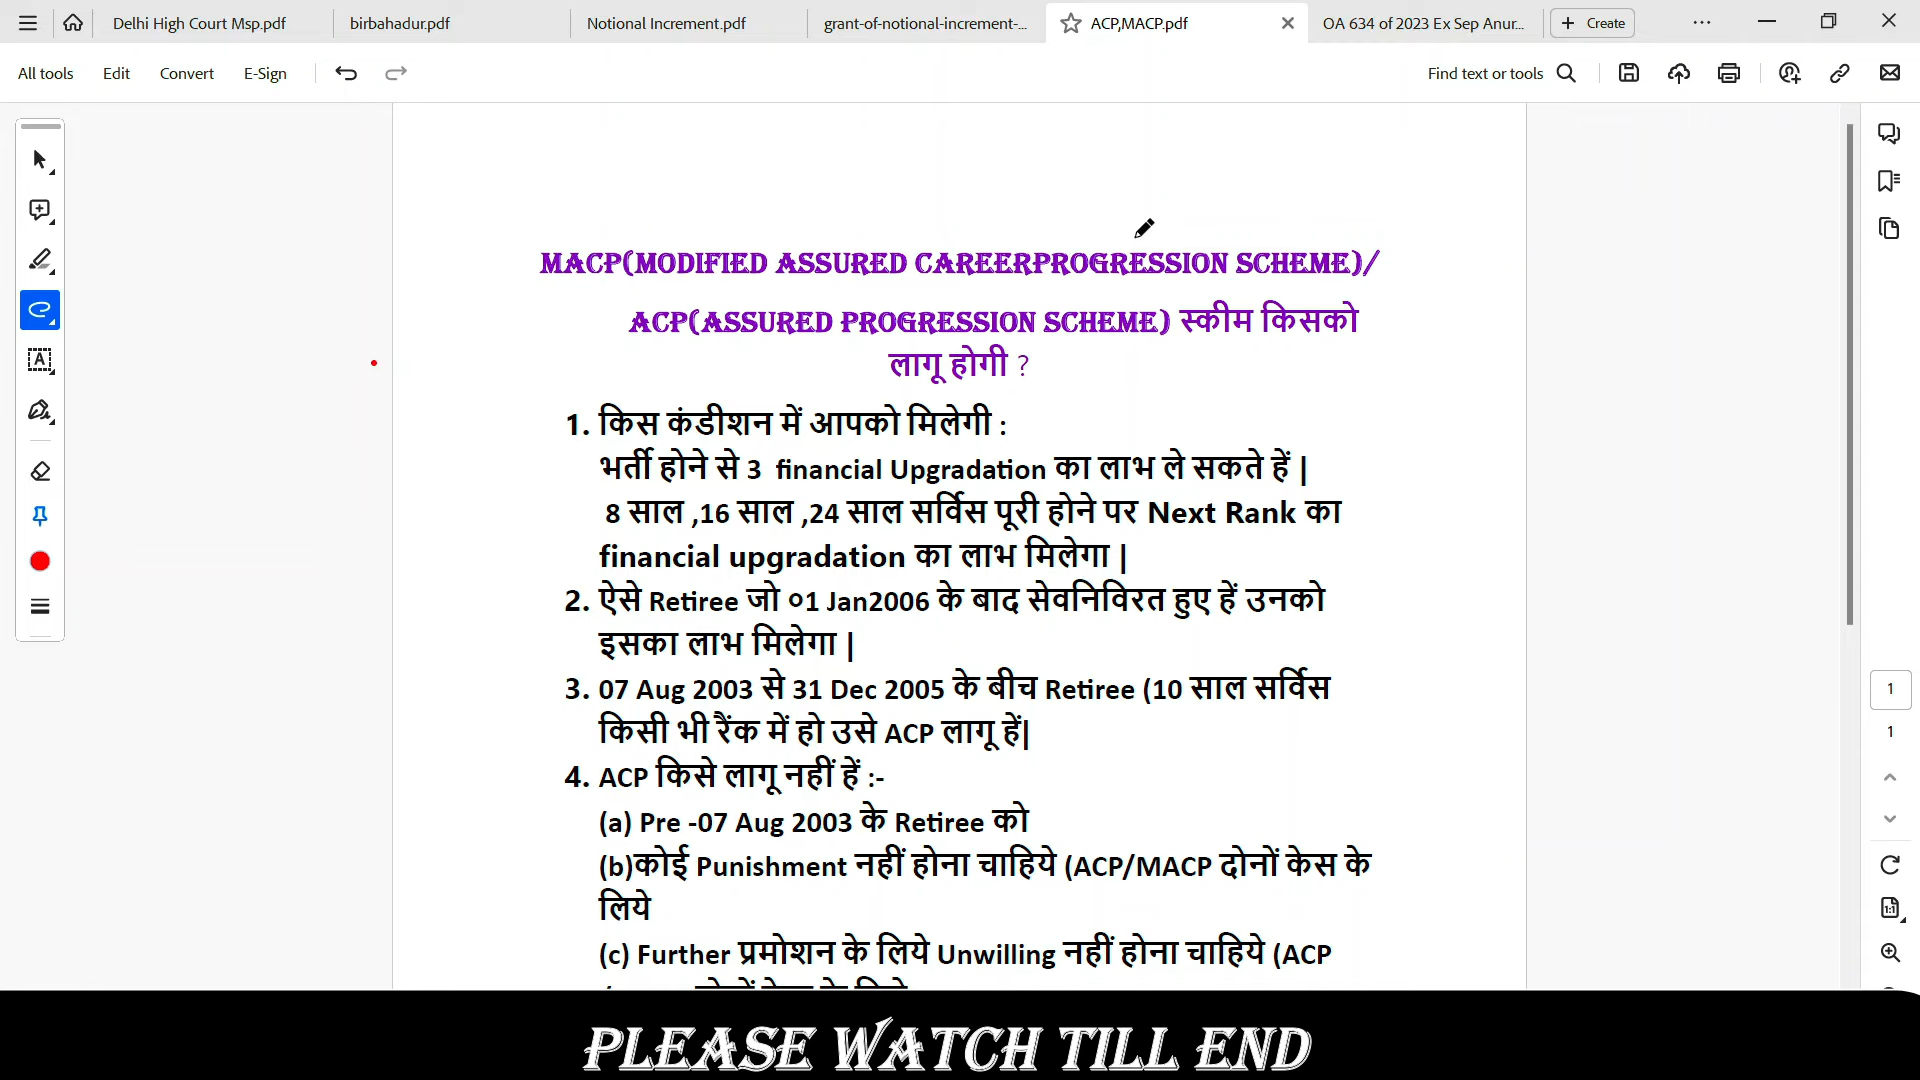 Delhi High Court Msp.pdf
birbahadur.pdf
Notional Increment.pdf
grant-of-notional-increment-...
ACP,MACP.pdf
OA 634 of 2023 Ex Sep Anur...
Create
All tools
Edit
Convert
E-Sign
Find text or tools
MACP(MODIFIED ASSURED CAREERPROGRESSION SCHEME)/
ACP(ASSURED PROGRESSION SCHEME) स्कीम किसको
लागू होगी ?
1. किस कंडीशन में आपको मिलेगी :
भर्ती होने से 3 financial Upgradation का लाभ ले सकते हें |
8 साल ,16 साल ,24 साल सर्विस पूरी होने पर Next Rank का
financial upgradation का लाभ मिलेगा |
2. ऐसे Retiree जो ०1 Jan2006 के बाद सेवनिविरत हुए हें उनको
इसका लाभ मिलेगा |
3. 07 Aug 2003 से 31 Dec 2005 के बीच Retiree (10 साल सर्विस
किसी भी रैंक में हो उसे ACP लागू हें|
4. ACP किसे लागू नहीं हें :-
(a) Pre -07 Aug 2003 के Retiree को
(b)कोई Punishment नहीं होना चाहिये (ACP/MACP दोनों केस के
लिये
(c) Further प्रमोशन के लिये Unwilling नहीं होना चाहिये (ACP
1
1
PLEASE WATCH TILL END